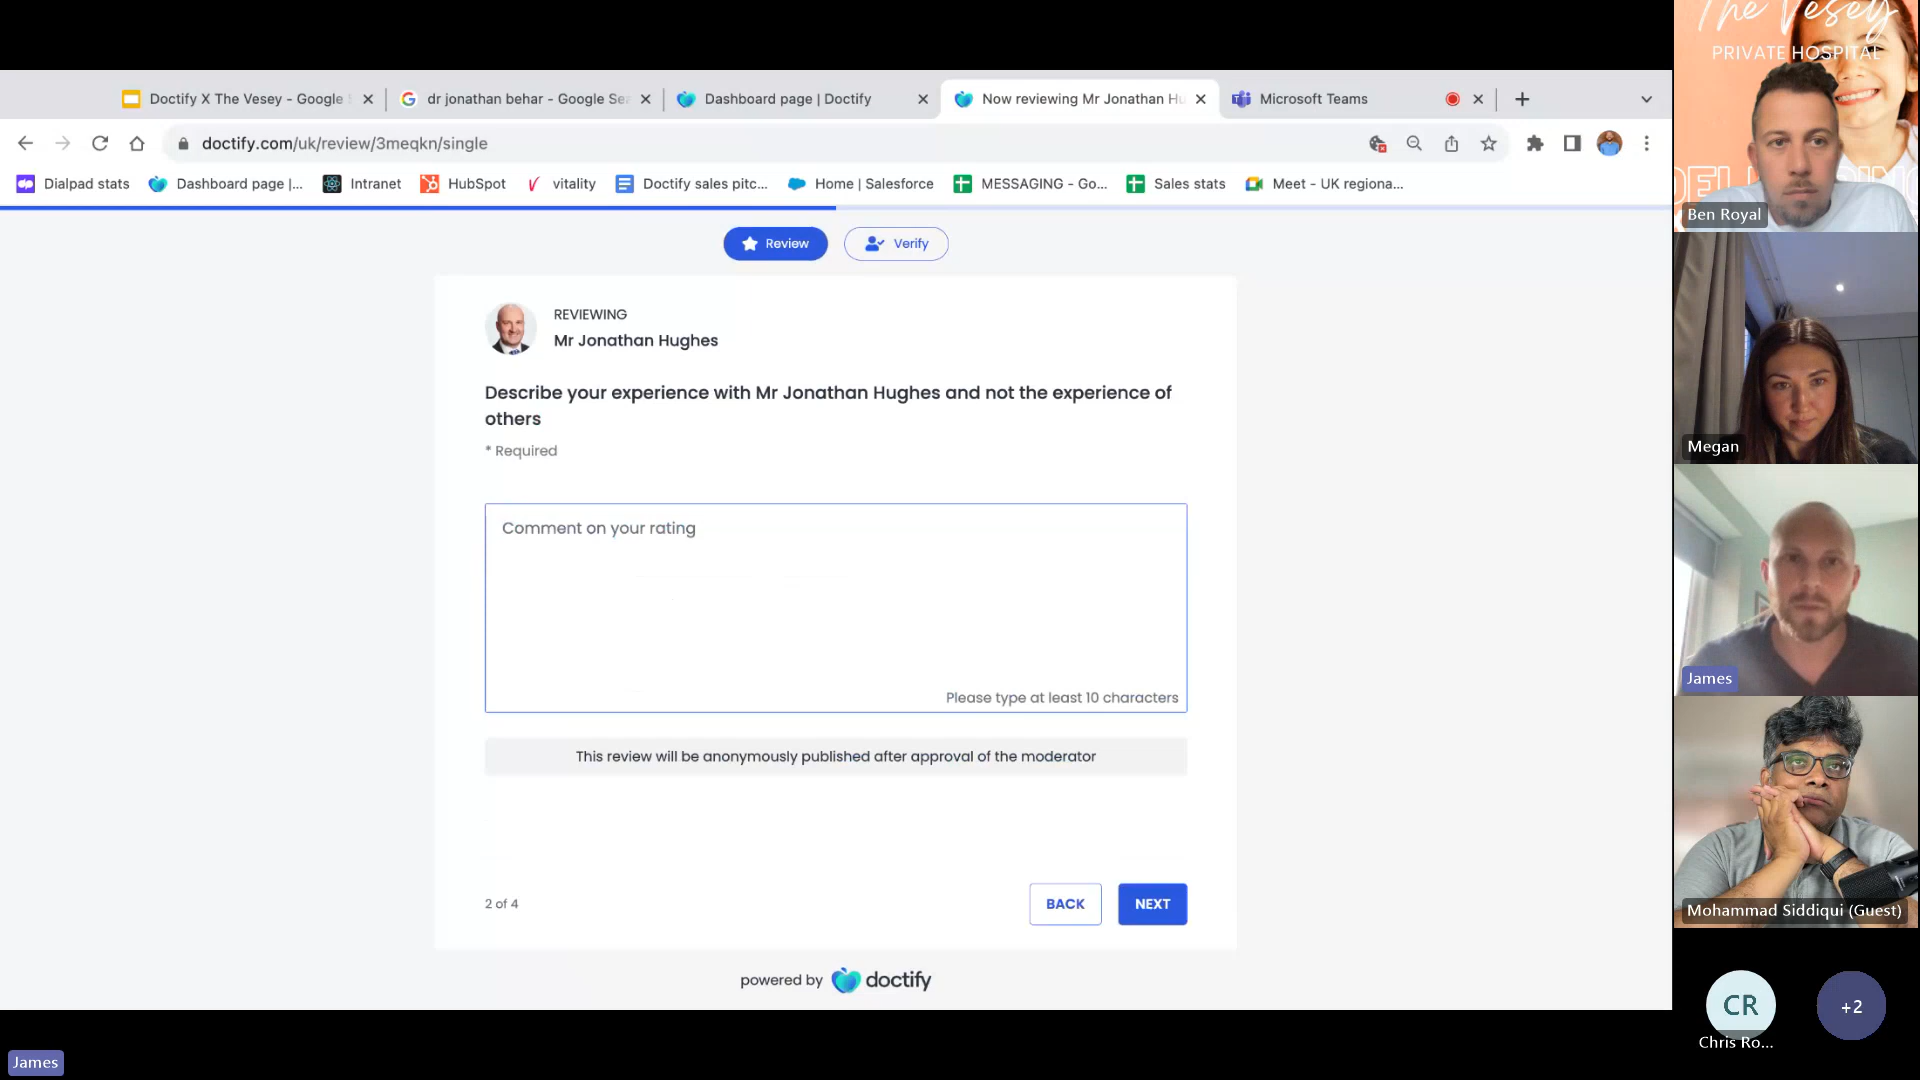 Doctify X The Vesey - Google S
dr jonathan behar - Google Sea
Dashboard page | Doctify
Now reviewing Mr Jonathan Hu
Microsoft Teams
doctify.com/uk/review/3meqkn/single
Dialpad stats
Dashboard page |...
Intranet
HubSpot
vitality
Doctify sales pitc...
Home | Salesforce
MESSAGING - Go...
Sales stats
Meet - UK regiona...
Review
Verify
REVIEWING
Mr Jonathan Hughes
Describe your experience with Mr Jonathan Hughes and not the experience of
others
* Required
Comment on your rating
Please type at least 10 characters
This review will be anonymously published after approval of the moderator
2 of 4
BACK
NEXT
powered by doctify
James
The Vesey
PRIVATE HOSPITAL
Ben Royal
Megan
James
Mohammad Siddiqui (Guest)
CR
+2
Chris Ro...